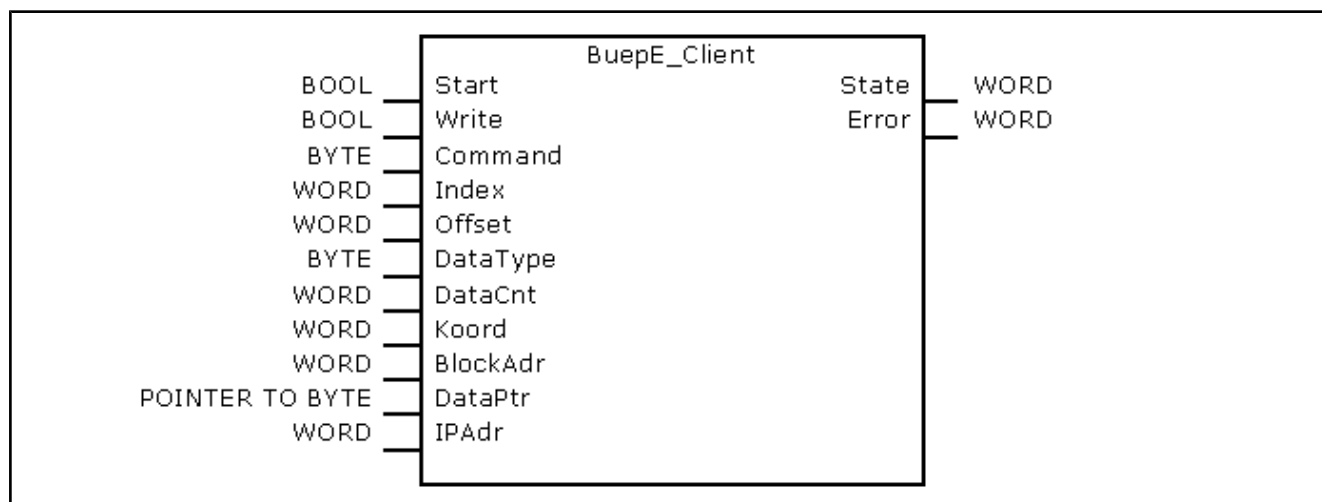 BuepE_Client
BOOL Start State WORD
BOOL Write Error WORD
BYTE Command
WORD Index
WORD Offset
BYTE DataType
WORD DataCnt
WORD Koord
WORD BlockAdr
POINTER TO BYTE DataPtr
WORD IPAdr